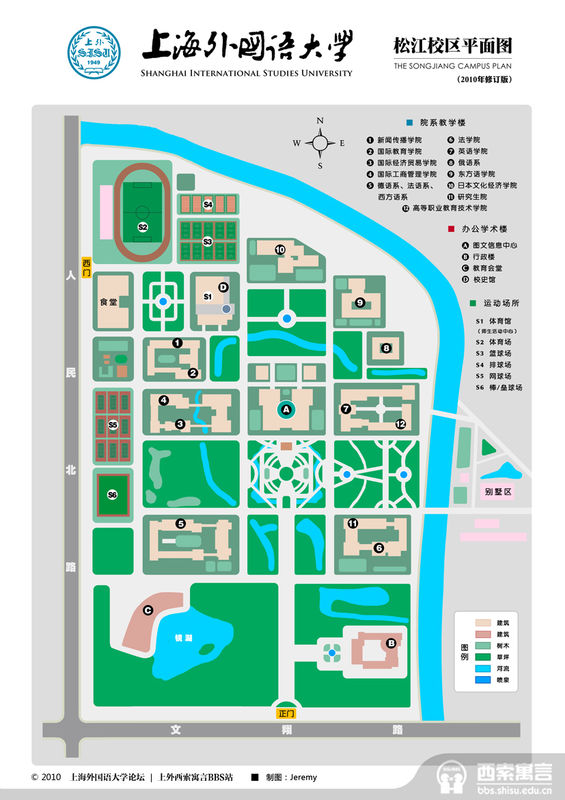 上外
SISU
1949
上海外国语大学
SHANGHAI INTERNATIONAL STUDIES UNIVERSITY
松江校区平面图
THE SONGJIANG CAMPUS PLAN
(2010年修订版)
N
W E
S
院系教学楼
1 新闻传播学院
2 国际教育学院
3 国际经济贸易学院
4 国际工商管理学院
5 德语系、法语系、
西方语系
6 法学院
7 英语学院
8 俄语系
9 东方语学院
10 日本文化经济学院
11 研究生院
12 高等职业教育技术学院
办公学术楼
A 图文信息中心
B 行政楼
C 教育会堂
D 校史馆
运动场所
S1 体育馆
(师生活动中心)
S2 体育场
S3 篮球场
S4 排球场
S5 网球场
S6 棒/垒球场
S2
S4
S3
10
西门
人民北路
食堂
D
S1
9
1
2
8
4
3
A
7
12
S5
S6
别墅区
5
11
6
C
镜湖
B
正门
文翔路
图例
建筑
建筑
树木
草坪
河流
喷泉
© 2010 上海外国语大学论坛 | 上外西索寓言BBS站 制图:Jeremy
西索寓言
bbs.shisu.edu.cn